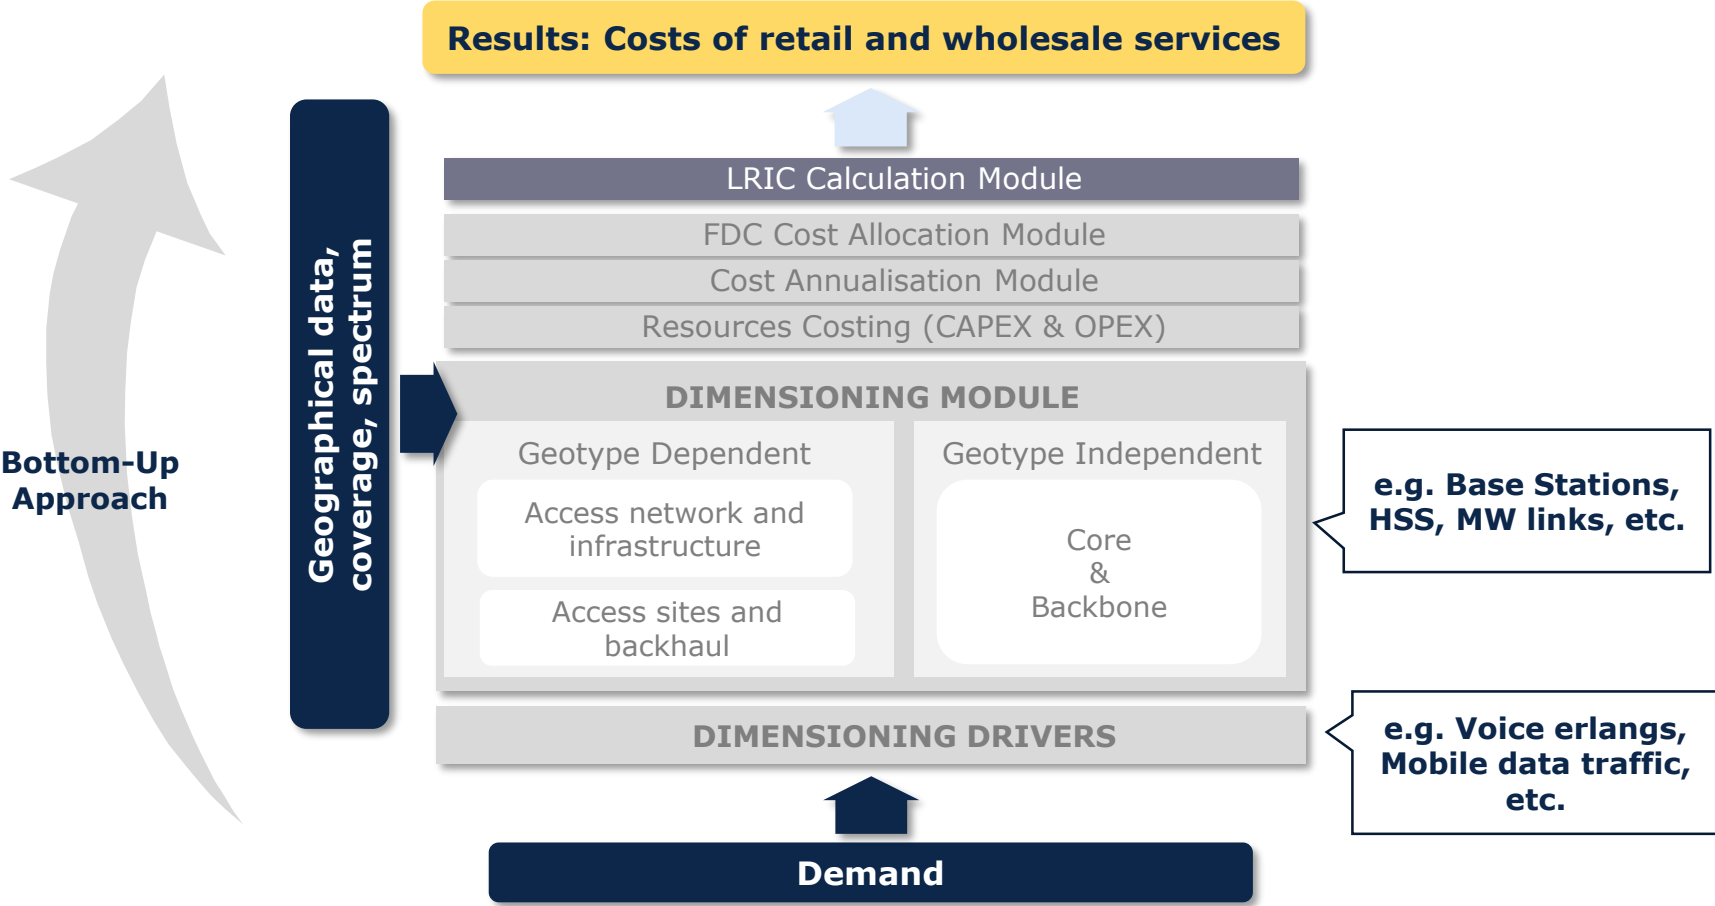 Results: Costs of retail and wholesale services
LRIC Calculation Module
FDC Cost Allocation Module
Cost Annualisation Module
Resources Costing (CAPEX & OPEX)
Geographical data,
coverage, spectrum
DIMENSIONING MODULE
Geotype Dependent
Access network and
infrastructure
Access sites and
backhaul
Geotype Independent
Core
&
Backbone
Bottom-Up
Approach
e.g. Base Stations,
HSS, MW links, etc.
DIMENSIONING DRIVERS
e.g. Voice erlangs,
Mobile data traffic,
etc.
Demand